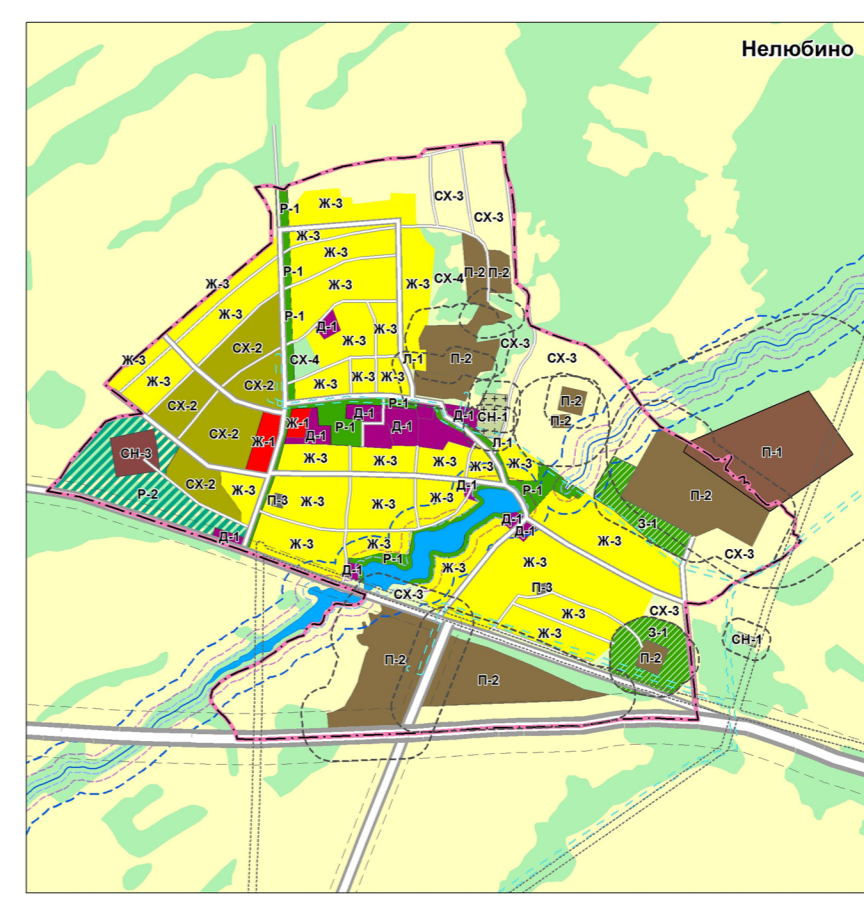 Нелюбино
СХ-3
Ж-3
Р-1
СХ-3
Ж-3
Ж-3
Р-1
П-2
П-2
СХ-4
Ж-3
Ж-3
Ж-3
Ж-3
Р-1
Д-1
Ж-3
Ж-3
СХ-2
СХ-3
СХ-3
П-2
Л-1
СХ-4
Ж-3
Ж-3
СХ-2
Ж-3
Ж-3
Ж-3
П-2
П-2
СХ-2
Р-1
Д-1
Д-1
СН-1
Ж-1
Д-1
Р-1
Д-1
СХ-2
Ж-1
Л-1
СН-3
П-1
Ж-3
Ж-3
Ж-3
Ж-3
Ж-3
СХ-2
Ж-3
Д-1
Р-1
П-2
Р-2
П-3
Ж-3
Ж-3
Ж-3
Д-1
З-1
Д-1
Д-1
Ж-3
Ж-3
Ж-3
Р-1
СХ-3
Д-1
Ж-3
Ж-3
СХ-3
П-3
Ж-3
СХ-3
Ж-3
З-1
СН-1
П-2
П-2
П-2